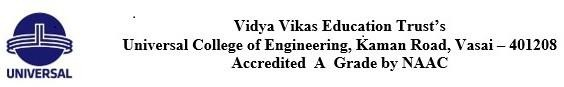 Vidya Vikas Education Trust’s
Universal College of Engineering, Kaman Road, Vasai – 401208
Accredited A Grade by NAAC
UNIVERSAL